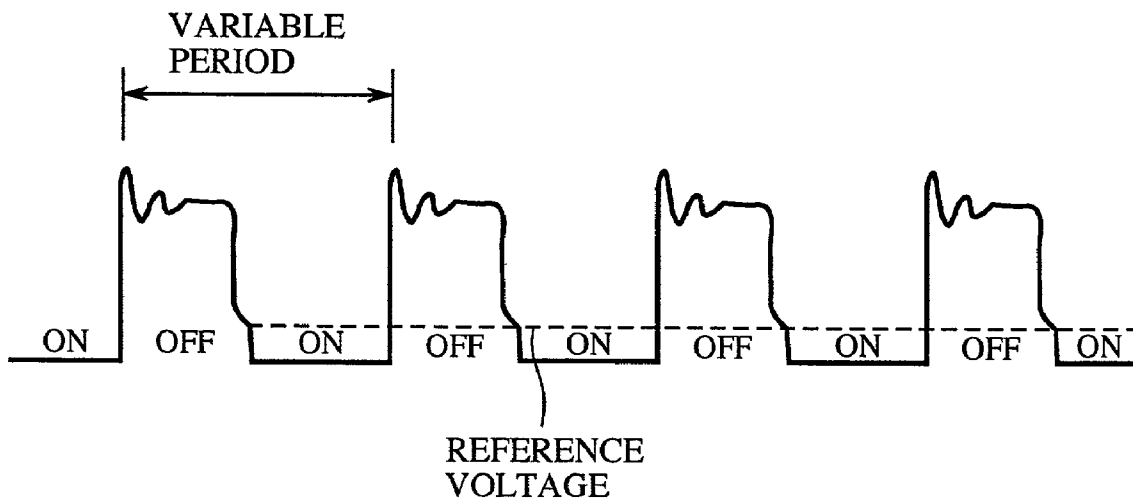 VARIABLE
PERIOD
ON OFF ON OFF ON OFF ON OFF ON
REFERENCE
VOLTAGE